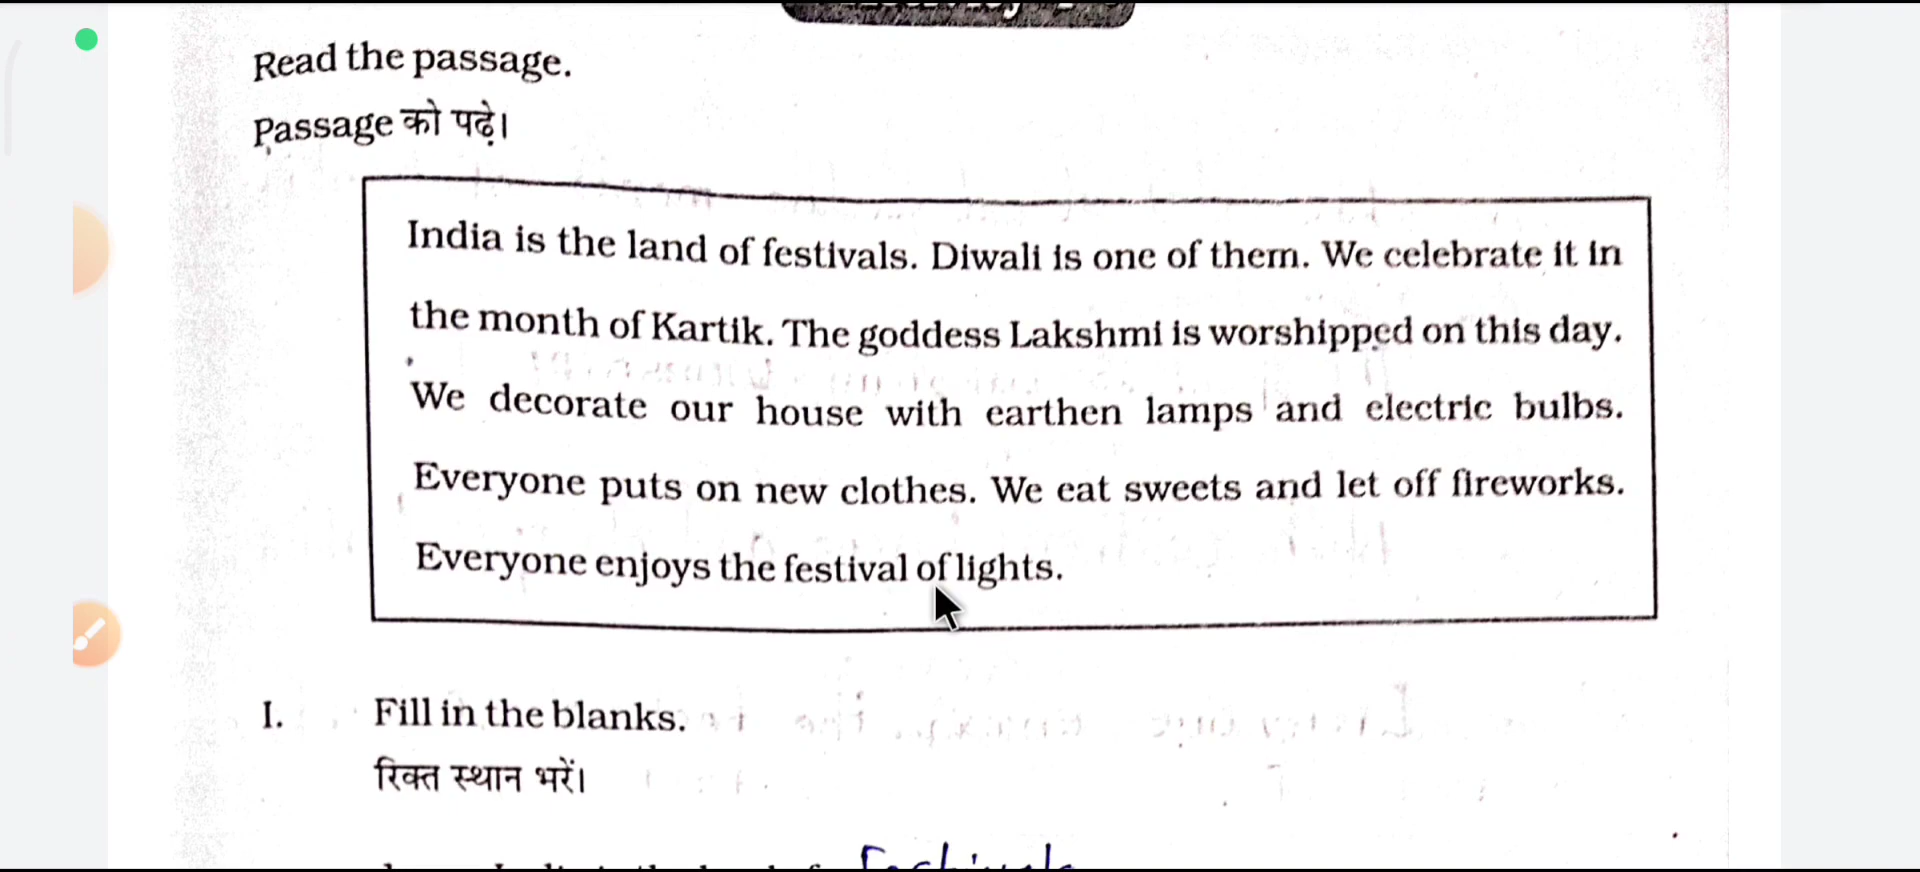 Read the passage.
Passage को पढ़े।
India is the land of festivals. Diwali is one of them. We celebrate it in
the month of Kartik. The goddess Lakshmi is worshipped on this day.
We decorate our house with earthen lamps and electric bulbs.
Everyone puts on new clothes. We eat sweets and let off fireworks.
Everyone enjoys the festival of lights.
I. Fill in the blanks.
रिक्त स्थान भरें।